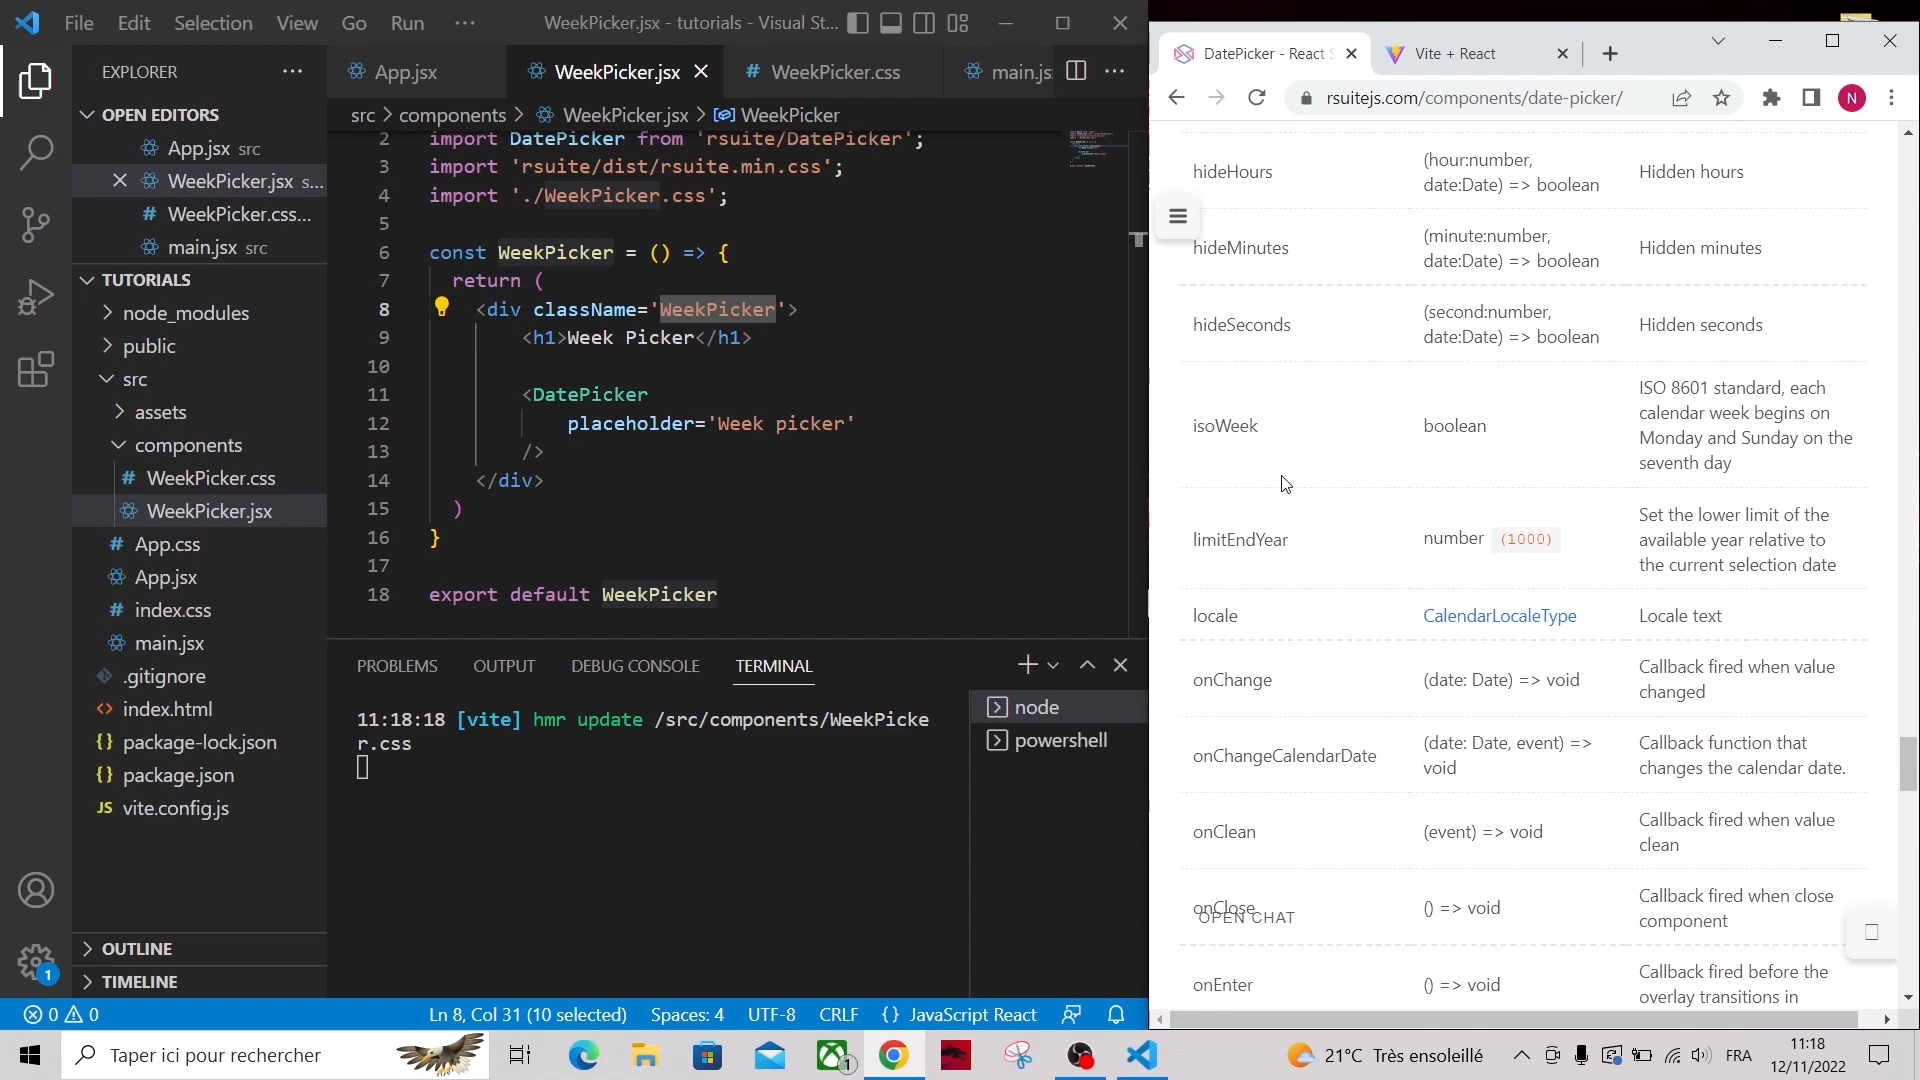 File Edit Selection View Go Run ··· WeekPicker.jsx - tutorials - Visual St...
EXPLORER
OPEN EDITORS
App.jsx src
WeekPicker.jsx s...
WeekPicker.css...
main.jsx src
TUTORIALS
node_modules
public
src
assets
components
WeekPicker.css
WeekPicker.jsx
App.css
App.jsx
index.css
main.jsx
.gitignore
index.html
package-lock.json
package.json
JS vite.config.js
OUTLINE
TIMELINE
App.jsx WeekPicker.jsx WeekPicker.css main.js
src > components > WeekPicker.jsx > WeekPicker
2 import DatePicker from 'rsuite/DatePicker';
3 import 'rsuite/dist/rsuite.min.css';
4 import './WeekPicker.css';
5
6 const WeekPicker = () => {
7 return (
8 <div className='WeekPicker'>
9 <h1>Week Picker</h1>
10
11 <DatePicker
12 placeholder='Week picker'
13 />
14 </div>
15 )
16 }
17
18 export default WeekPicker
PROBLEMS OUTPUT DEBUG CONSOLE TERMINAL
11:18:18 [vite] hmr update /src/components/WeekPicke
r.css
node
powershell
1
0 0 Ln 8, Col 31 (10 selected) Spaces: 4 UTF-8 CRLF {} JavaScript React
DatePicker - React S Vite + React
rsuitejs.com/components/date-picker/
N
hideHours (hour:number, date:Date) => boolean Hidden hours
hideMinutes (minute:number, date:Date) => boolean Hidden minutes
hideSeconds (second:number, date:Date) => boolean Hidden seconds
isoWeek boolean ISO 8601 standard, each calendar week begins on Monday and Sunday on the seventh day
limitEndYear number (1000) Set the lower limit of the available year relative to the current selection date
locale CalendarLocaleType Locale text
onChange (date: Date) => void Callback fired when value changed
onChangeCalendarDate (date: Date, event) => void Callback function that changes the calendar date.
onClean (event) => void Callback fired when value clean
onClose () => void Callback fired when close component
OPEN CHAT
onEnter () => void Callback fired before the overlay transitions in
Taper ici pour rechercher
1
21°C Très ensoleillé
FRA
11:18
12/11/2022